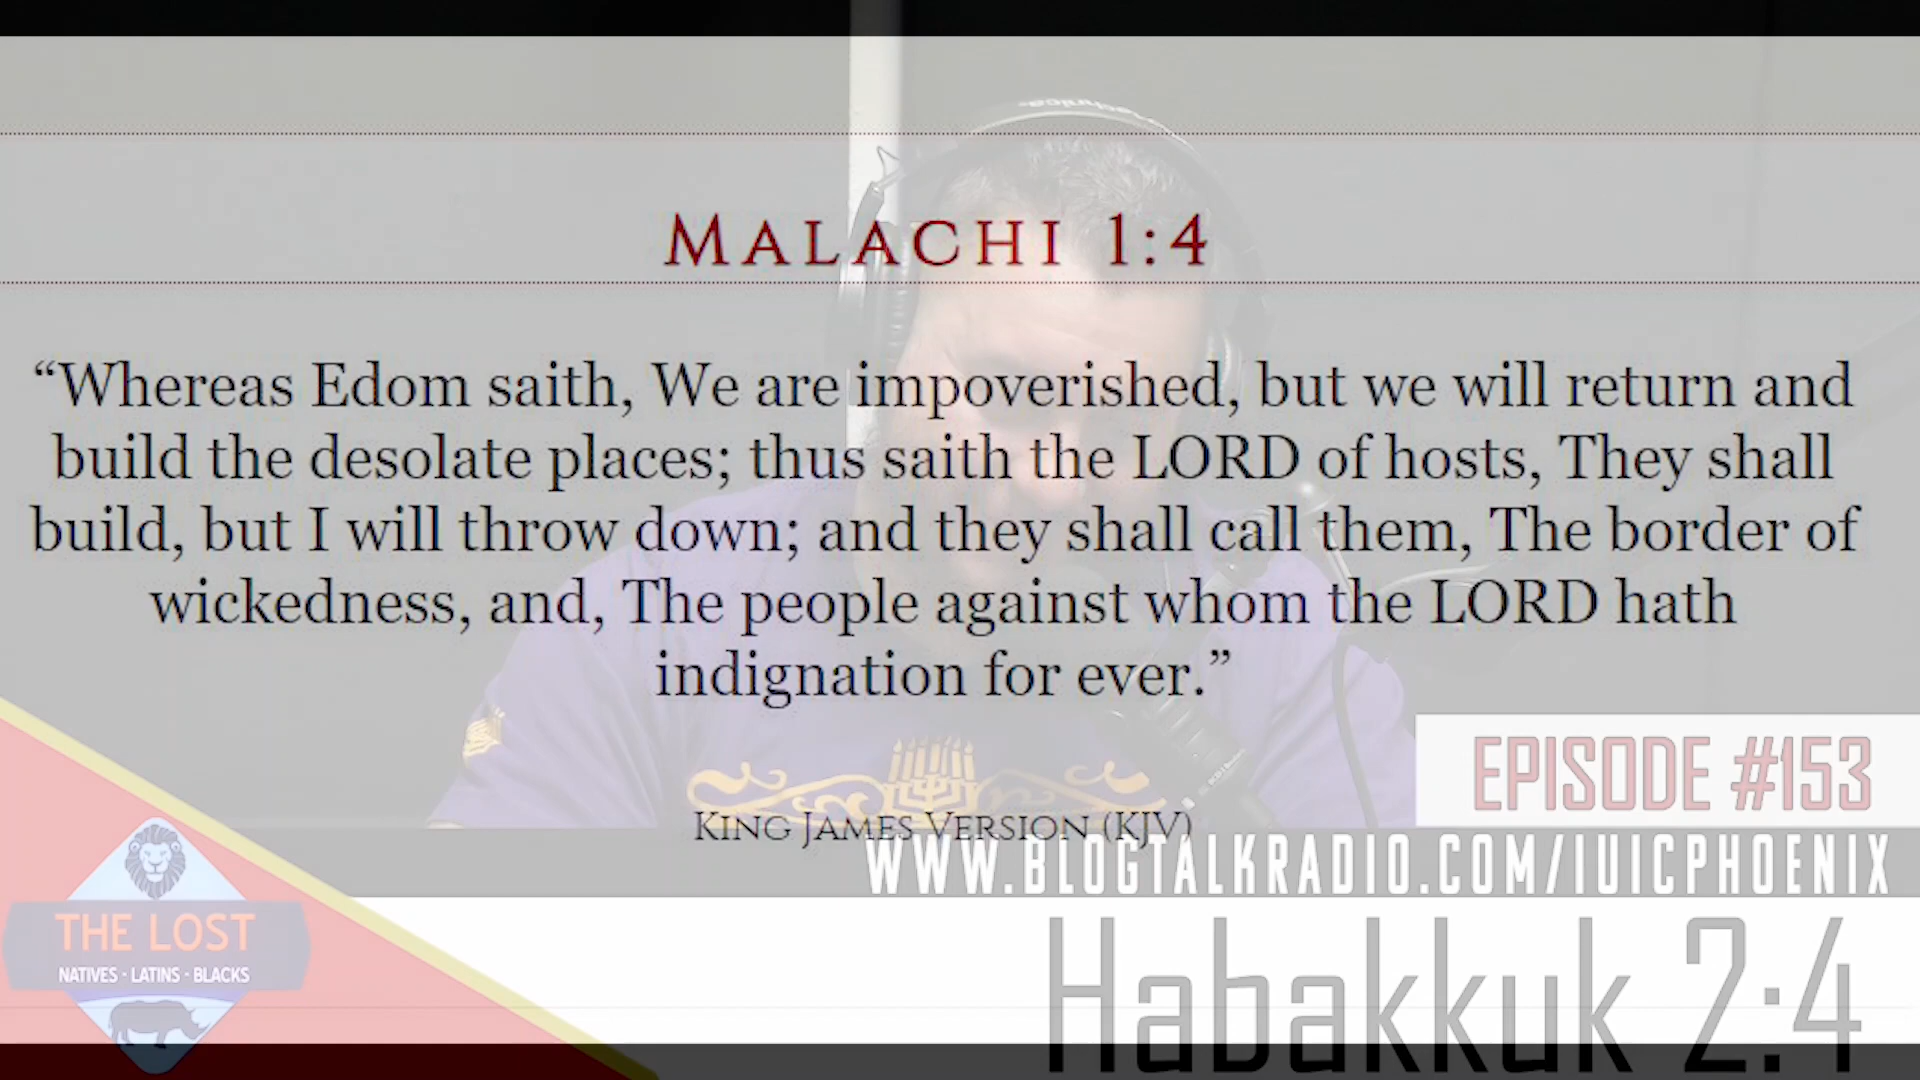 MALACHI 1:4
“Whereas Edom saith, We are impoverished, but we will return and
build the desolate places; thus saith the LORD of hosts, They shall
build, but I will throw down; and they shall call them, The border of
wickedness, and, The people against whom the LORD hath
indignation for ever.”
EPISODE #153
KING JAMES VERSION (KJV)
WWW.BLOGTALKRADIO.COM/IUICPHOENIX
THE LOST
NATIVES · LATINS · BLACKS
Habakkuk 2:4